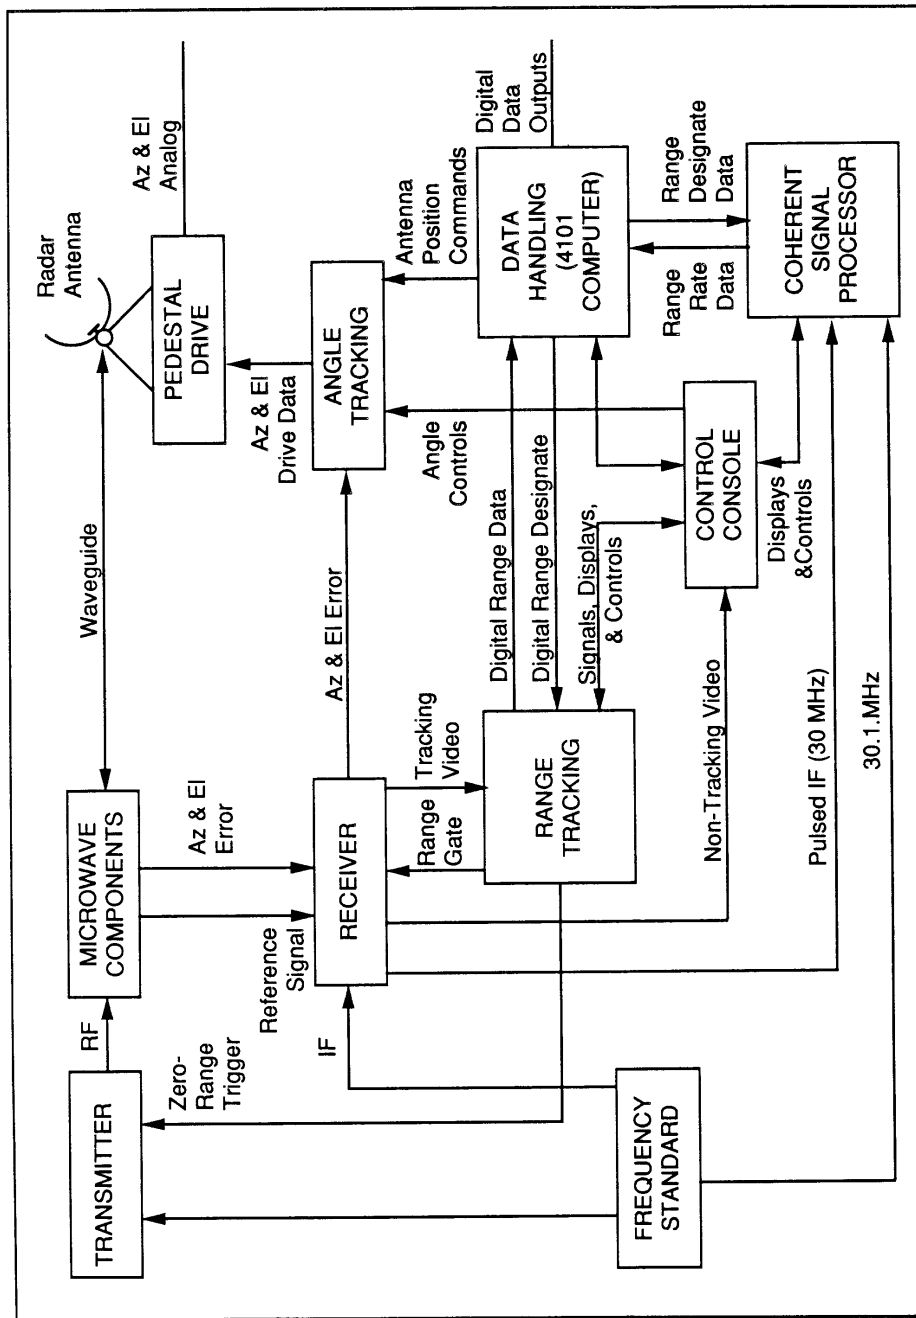 TRANSMITTER
RF
MICROWAVE
COMPONENTS
Waveguide
Radar
Antenna
PEDESTAL
DRIVE
Az & El
Analog
Zero-
Range
Trigger
Reference
Signal
Az & El
Error
IF
RECEIVER
Az & El Error
Az & El
Drive Data
ANGLE
TRACKING
Range
Gate
Tracking
Video
Angle
Controls
Antenna
Position
Commands
RANGE
TRACKING
Digital Range Data
Digital Range Designate
Signals, Displays,
& Controls
DATA
HANDLING
(4101
COMPUTER)
Digital
Data
Outputs
FREQUENCY
STANDARD
Non-Tracking Video
CONTROL
CONSOLE
Range
Rate
Data
Range
Designate
Data
Displays
&Controls
Pulsed IF (30 MHz)
30.1.MHz
COHERENT
SIGNAL
PROCESSOR